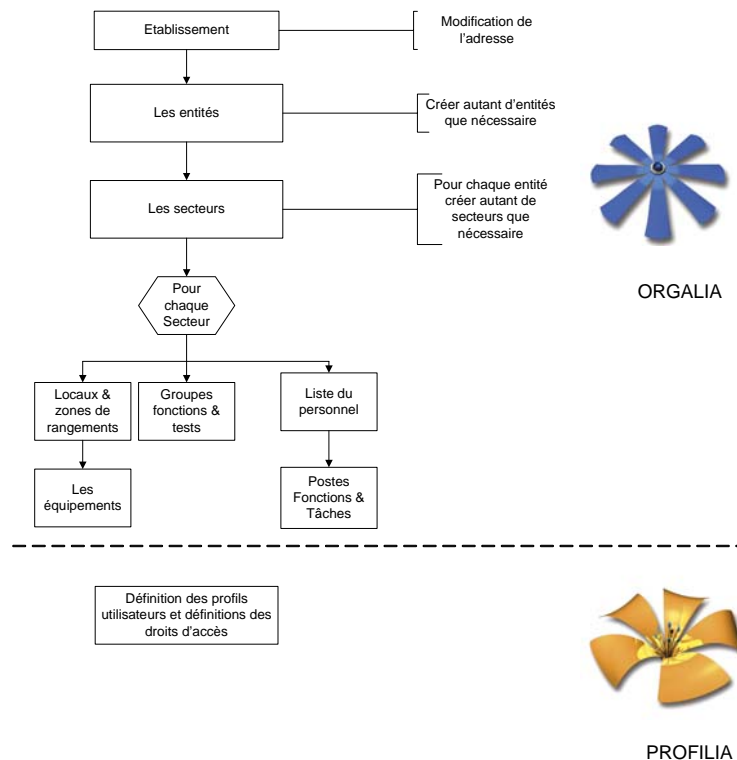 Etablissement
Modification de
l'adresse
Les entités
Créer autant d'entités
que nécessaire
Les secteurs
Pour chaque entité
créer autant de
secteurs que
nécessaire
ORGALIA
Pour
chaque
Secteur
Locaux &
zones de
rangements
Groupes
fonctions &
tests
Liste du
personnel
Les
équipements
Postes
Fonctions &
Tâches
Définition des profils
utilisateurs et définitions des
droits d'accès
PROFILIA